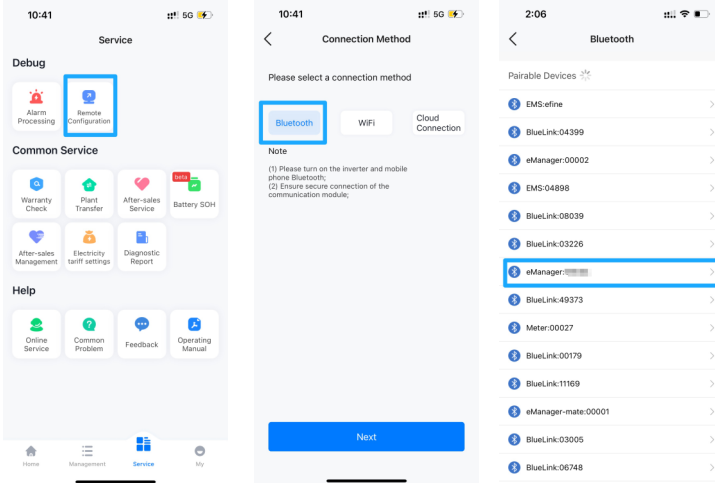 10:41
5G
Service
Debug
Alarm
Processing
Remote
Configuration
Common Service
Warranty
Check
Plant
Transfer
After-sales
Service
beta
Battery SOH
After-sales
Management
Electricity
tariff settings
Diagnostic
Report
Help
Online
Service
Common
Problem
Feedback
Operating
Manual
Home
Management
Service
My
10:41
5G
Connection Method
Please select a connection method
Bluetooth
WiFi
Cloud
Connection
Note
(1) Please turn on the inverter and mobile
phone Bluetooth;
(2) Ensure secure connection of the
communication module;
Next
2:06
Bluetooth
Pairable Devices
EMS:efine
BlueLink:04399
eManager:00002
EMS:04898
BlueLink:08039
BlueLink:03226
eManager:
BlueLink:49373
Meter:00027
BlueLink:00179
BlueLink:11169
eManager-mate:00001
BlueLink:03005
BlueLink:06748